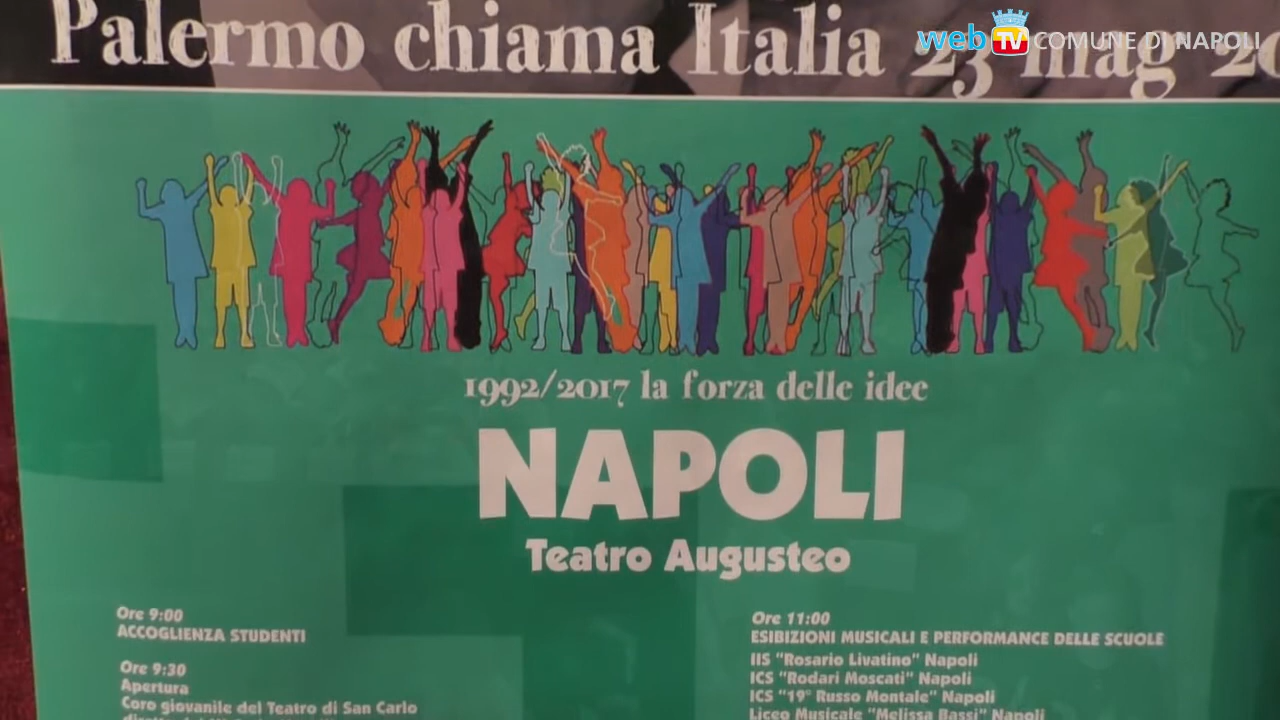 Palermo chiama Italia 23 mag
web TV COMUNE DI NAPOLI
1992/2017 la forza delle idee
NAPOLI
Teatro Augusteo
Ore 9:00
ACCOGLIENZA STUDENTI
Ore 9:30
Apertura
Coro giovanile del Teatro di San Carlo
Ore 11:00
ESIBIZIONI MUSICALI E PERFORMANCE DELLE SCUOLE
IIS "Rosario Livatino" Napoli
ICS "Rodari Moscati" Napoli
ICS "19° Russo Montale" Napoli
Liceo Musicale "Melissa Bassi" Napoli